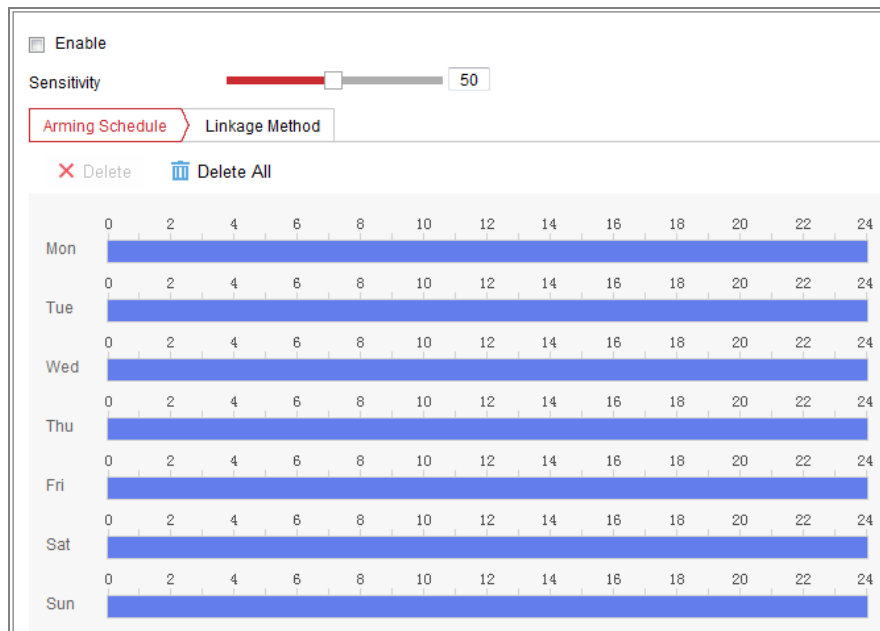 Enable
Sensitivity 50
Arming Schedule Linkage Method
Delete Delete All
0 2 4 6 8 10 12 14 16 18 20 22 24
Mon
0 2 4 6 8 10 12 14 16 18 20 22 24
Tue
0 2 4 6 8 10 12 14 16 18 20 22 24
Wed
0 2 4 6 8 10 12 14 16 18 20 22 24
Thu
0 2 4 6 8 10 12 14 16 18 20 22 24
Fri
0 2 4 6 8 10 12 14 16 18 20 22 24
Sat
0 2 4 6 8 10 12 14 16 18 20 22 24
Sun